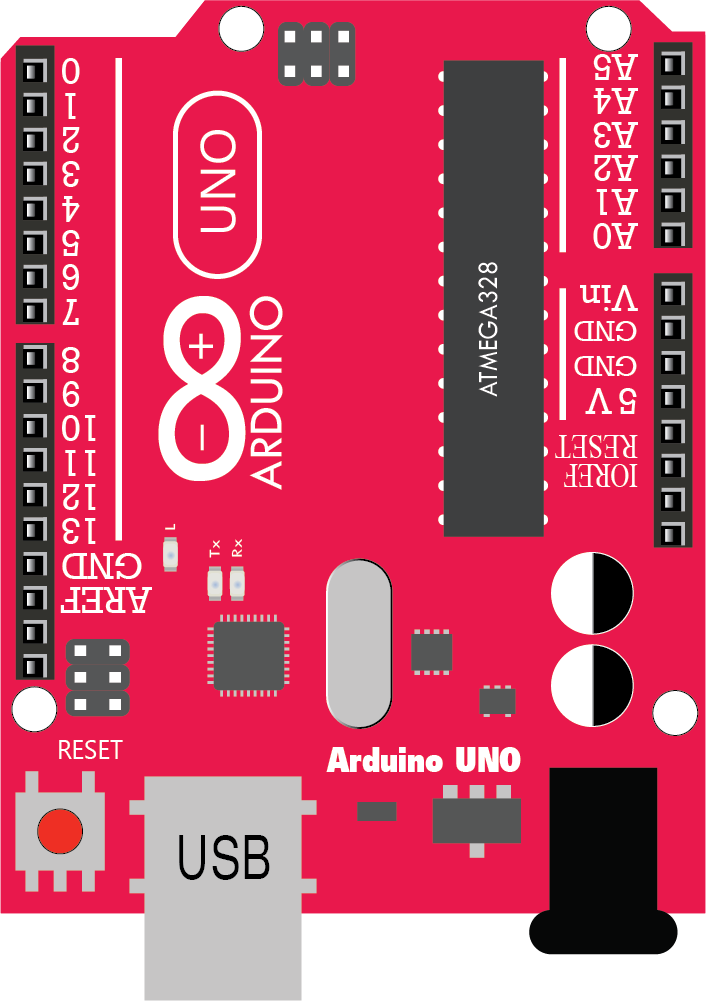 0
1
2
3
4
5
6
7
8
9
10
11
12
13
GND
AREF
UNO
ARDUINO
ATMEGA328
A5
A4
A3
A2
A1
A0
Vin
GND
GND
5 V
RESET
IOREF
L
Tx
Rx
RESET
Arduino UNO
USB